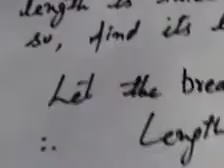 length is
so, find its
Let the brea
∴ Length